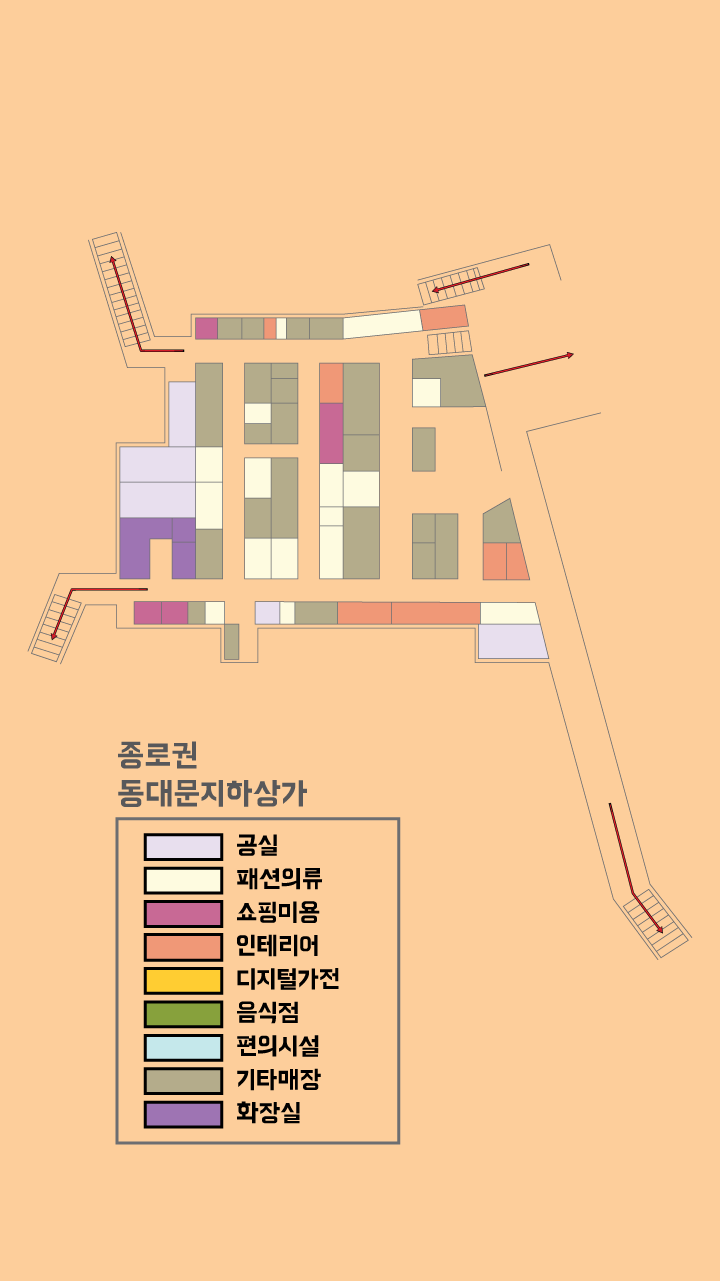 종로권
동대문지하상가
공실
패션의류
쇼핑미용
인테리어
디지털가전
음식점
편의시설
기타매장
화장실